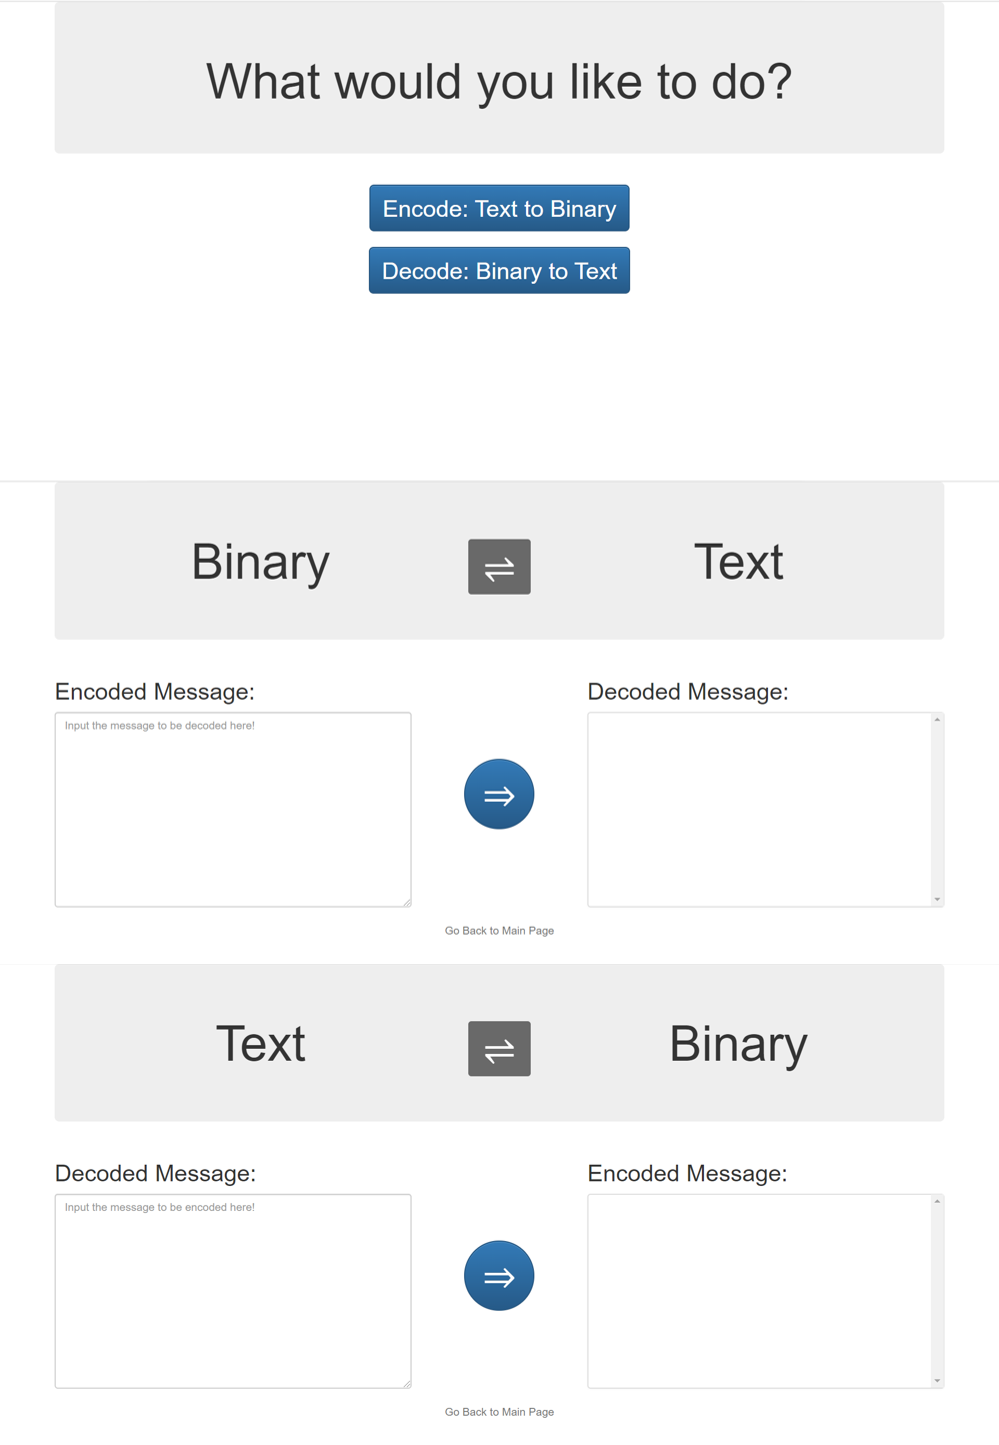 What would you like to do?
Encode: Text to Binary
Decode: Binary to Text
Binary ⇌ Text
Encoded Message:
Decoded Message:
Input the message to be decoded here!
⇒
Go Back to Main Page
Text ⇌ Binary
Decoded Message:
Encoded Message:
Input the message to be encoded here!
⇒
Go Back to Main Page